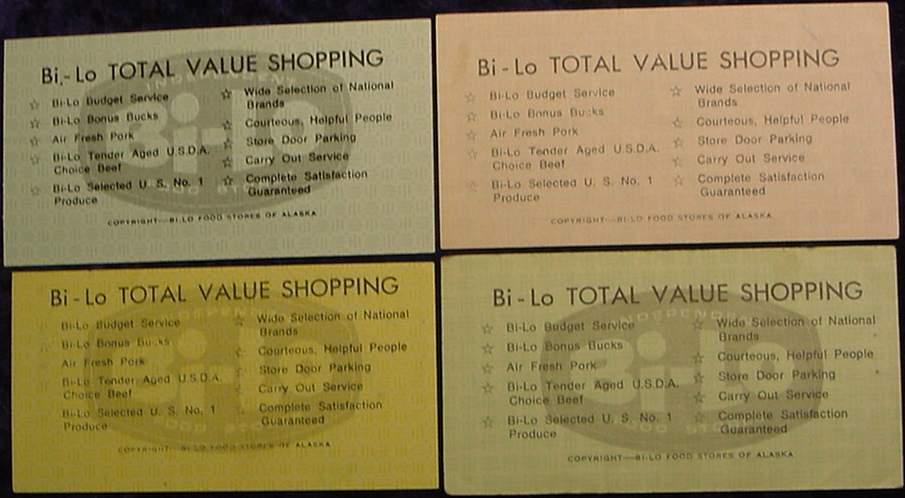 Bi-Lo TOTAL VALUE SHOPPING
☆ Bi-Lo Budget Service
☆ Bi-Lo Bonus Bucks
☆ Air Fresh Pork
☆ Bi-Lo Tender Aged U.S.D.A.
Choice Beef
☆ Bi-Lo Selected U. S. No. 1
Produce
☆ Wide Selection of National
Brands
☆ Courteous, Helpful People
☆ Store Door Parking
☆ Carry Out Service
☆ Complete Satisfaction
Guaranteed
COPYRIGHT—BI-LO FOOD STORES OF ALASKA
Bi-Lo TOTAL VALUE SHOPPING
☆ Bi-Lo Budget Service
☆ Bi-Lo Bonus Bucks
☆ Air Fresh Pork
☆ Bi-Lo Tender Aged U.S.D.A.
Choice Beef
☆ Bi-Lo Selected U. S. No. 1
Produce
☆ Wide Selection of National
Brands
☆ Courteous, Helpful People
☆ Store Door Parking
☆ Carry Out Service
☆ Complete Satisfaction
Guaranteed
COPYRIGHT—BI-LO FOOD STORES OF ALASKA
Bi-Lo TOTAL VALUE SHOPPING
Bi-Lo Budget Service
Bi-Lo Bonus Bucks
Air Fresh Pork
Bi-Lo Tender Aged U.S.D.A.
Choice Beef
Bi-Lo Selected U. S. No. 1
Produce
☆ Wide Selection of National
Brands
Courteous, Helpful People
Store Door Parking
Carry Out Service
Complete Satisfaction
Guaranteed
COPYRIGHT—BI-LO FOOD STORES OF ALASKA
Bi-Lo TOTAL VALUE SHOPPING
☆ Bi-Lo Budget Service
☆ Bi-Lo Bonus Bucks
☆ Air Fresh Pork
☆ Bi-Lo Tender Aged U.S.D.A.
Choice Beef
☆ Bi-Lo Selected U. S. No. 1
Produce
☆ Wide Selection of National
Brands
☆ Courteous, Helpful People
☆ Store Door Parking
☆ Carry Out Service
☆ Complete Satisfaction
Guaranteed
COPYRIGHT—BI-LO FOOD STORES OF ALASKA